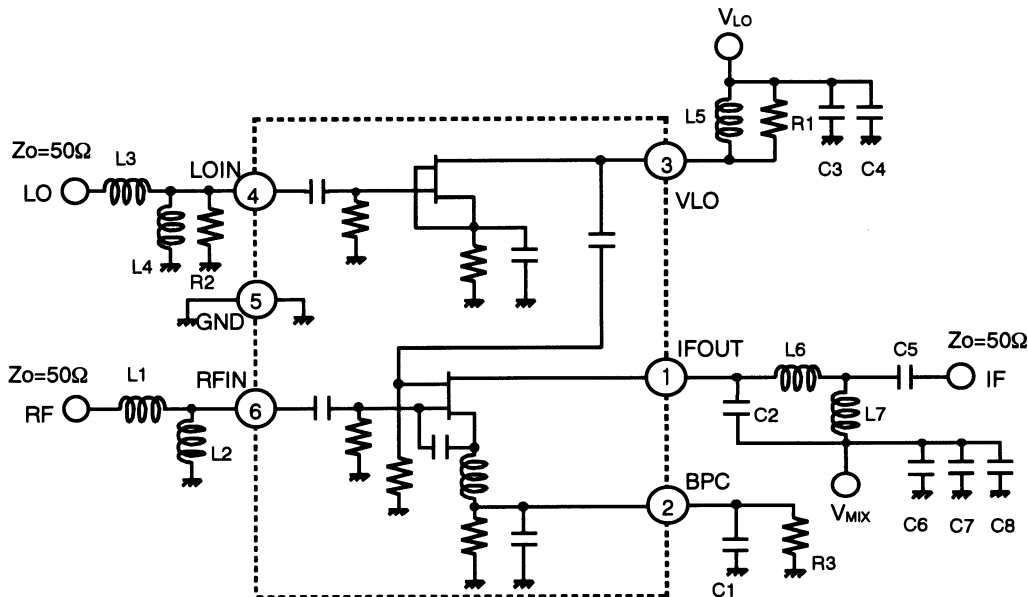 VLO
L5
R1
C3
C4
Zo=50Ω
L3
LOIN
LO
4
L4
R2
3
VLO
5
GND
Zo=50Ω
L1
RFIN
RF
6
L2
IFOUT
1
L6
C5
Zo=50Ω
IF
C2
L7
BPC
2
VMIX
C6
C7
C8
C1
R3